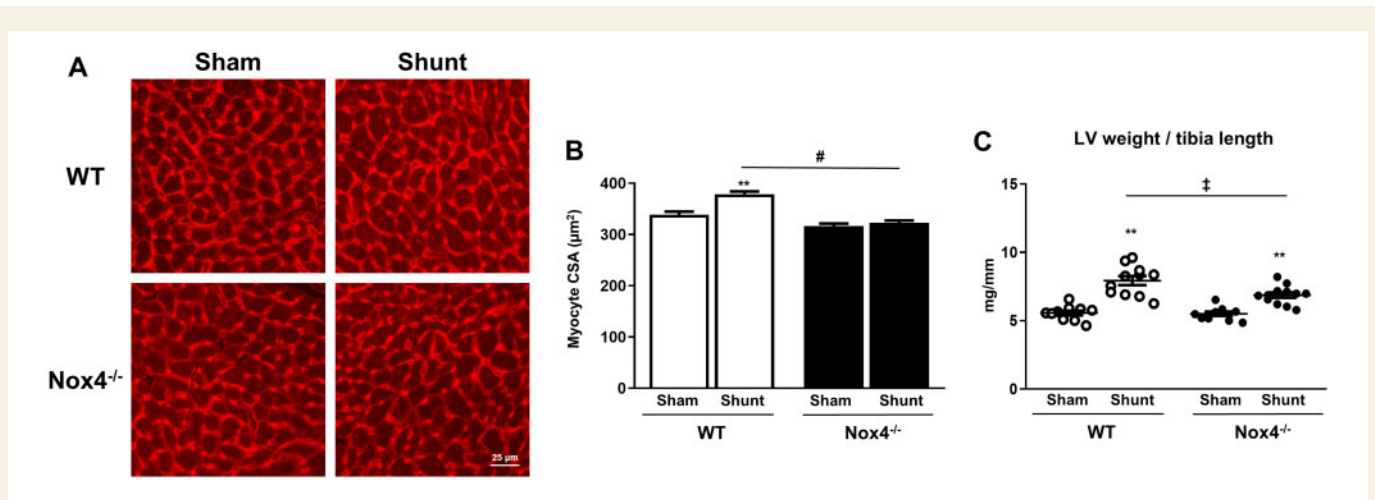 A
Sham Shunt
WT
Nox4-/-
25 µm
B
#
**
400
300
200
100
0
Myocyte CSA (µm²)
Sham Shunt Sham Shunt
WT Nox4-/-
C
LV weight / tibia length
‡
**
**
15
10
5
0
mg/mm
Sham Shunt Sham Shunt
WT Nox4-/-